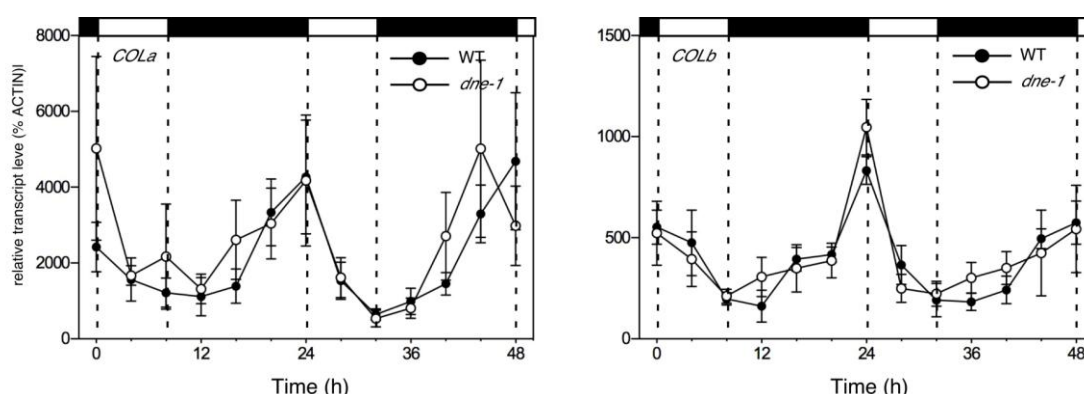 8000
6000
4000
2000
0
relative transcript leve (% ACTIN)l
COLa
WT
dne-1
0
12
24
36
48
Time (h)
1500
1000
500
0
COLb
WT
dne-1
0
12
24
36
48
Time (h)